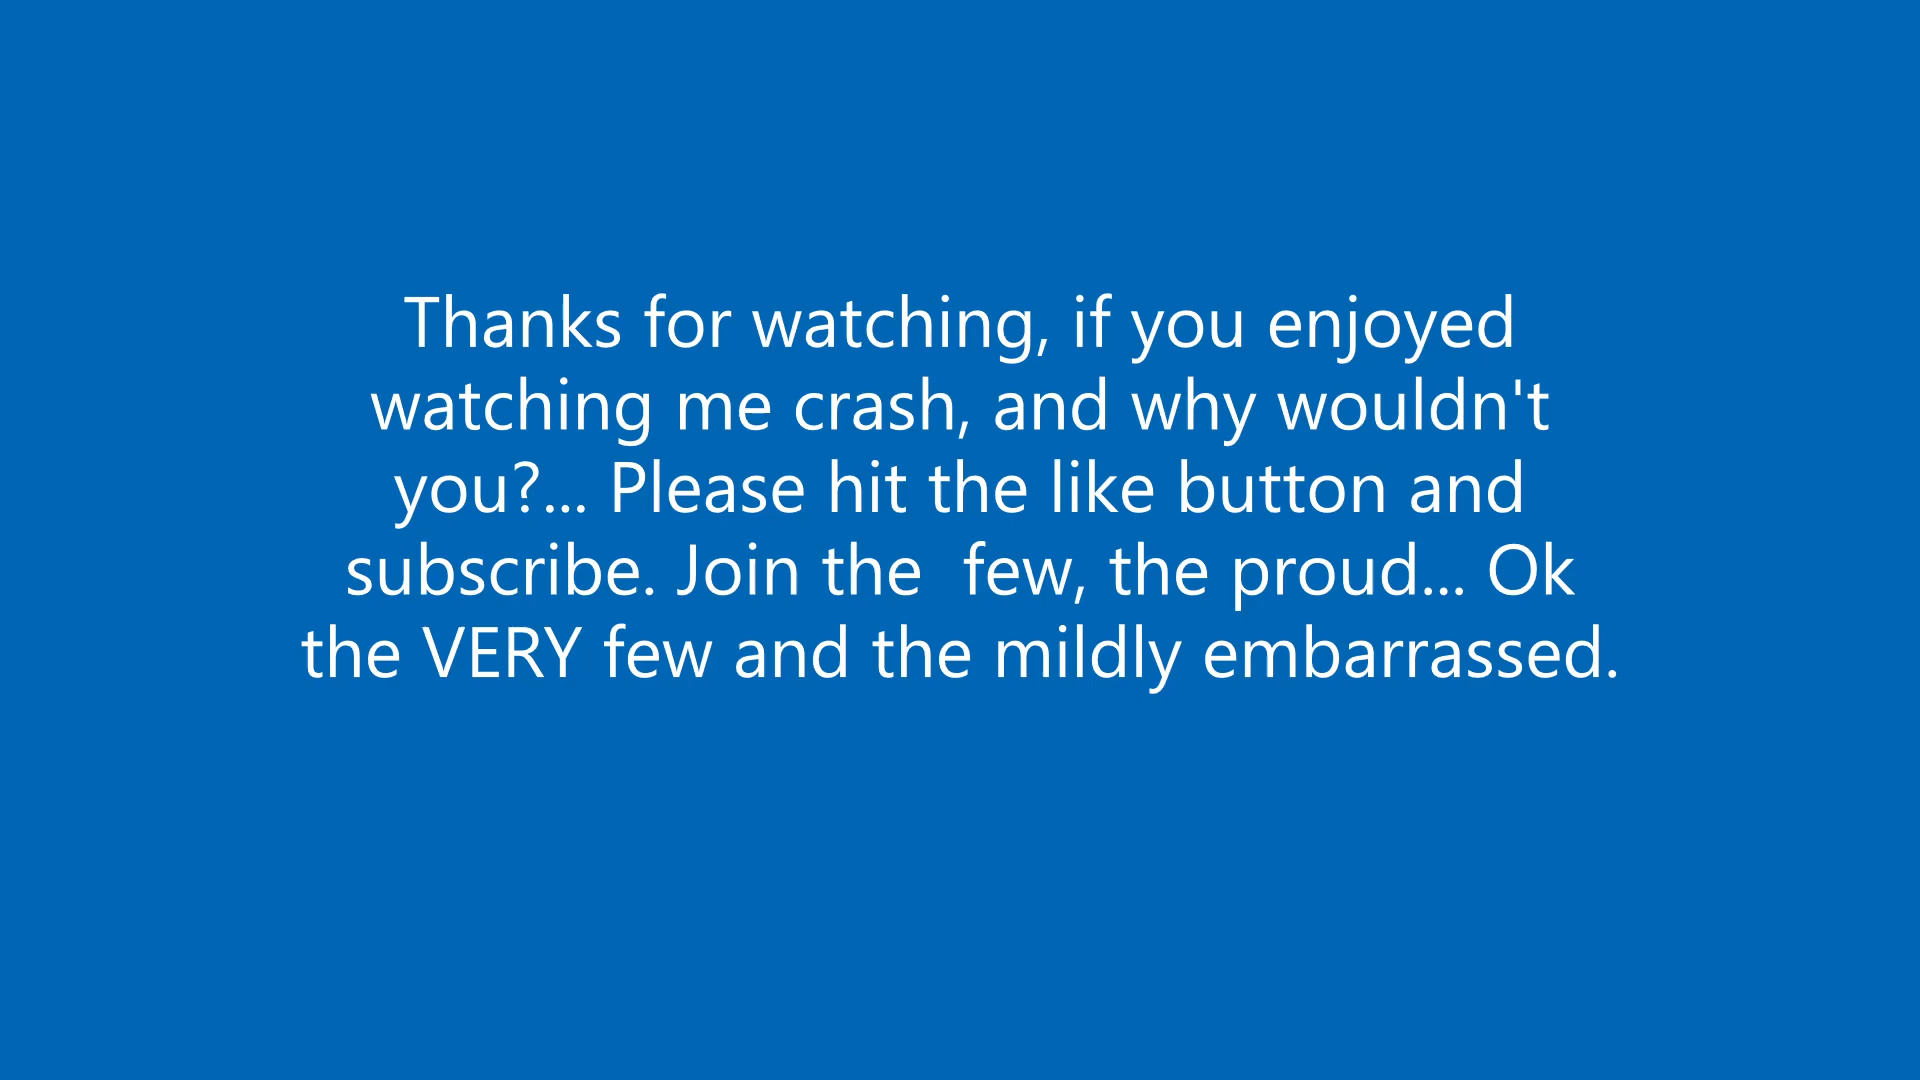 Thanks for watching, if you enjoyed
watching me crash, and why wouldn't
you?... Please hit the like button and
subscribe. Join the  few, the proud... Ok
the VERY few and the mildly embarrassed.